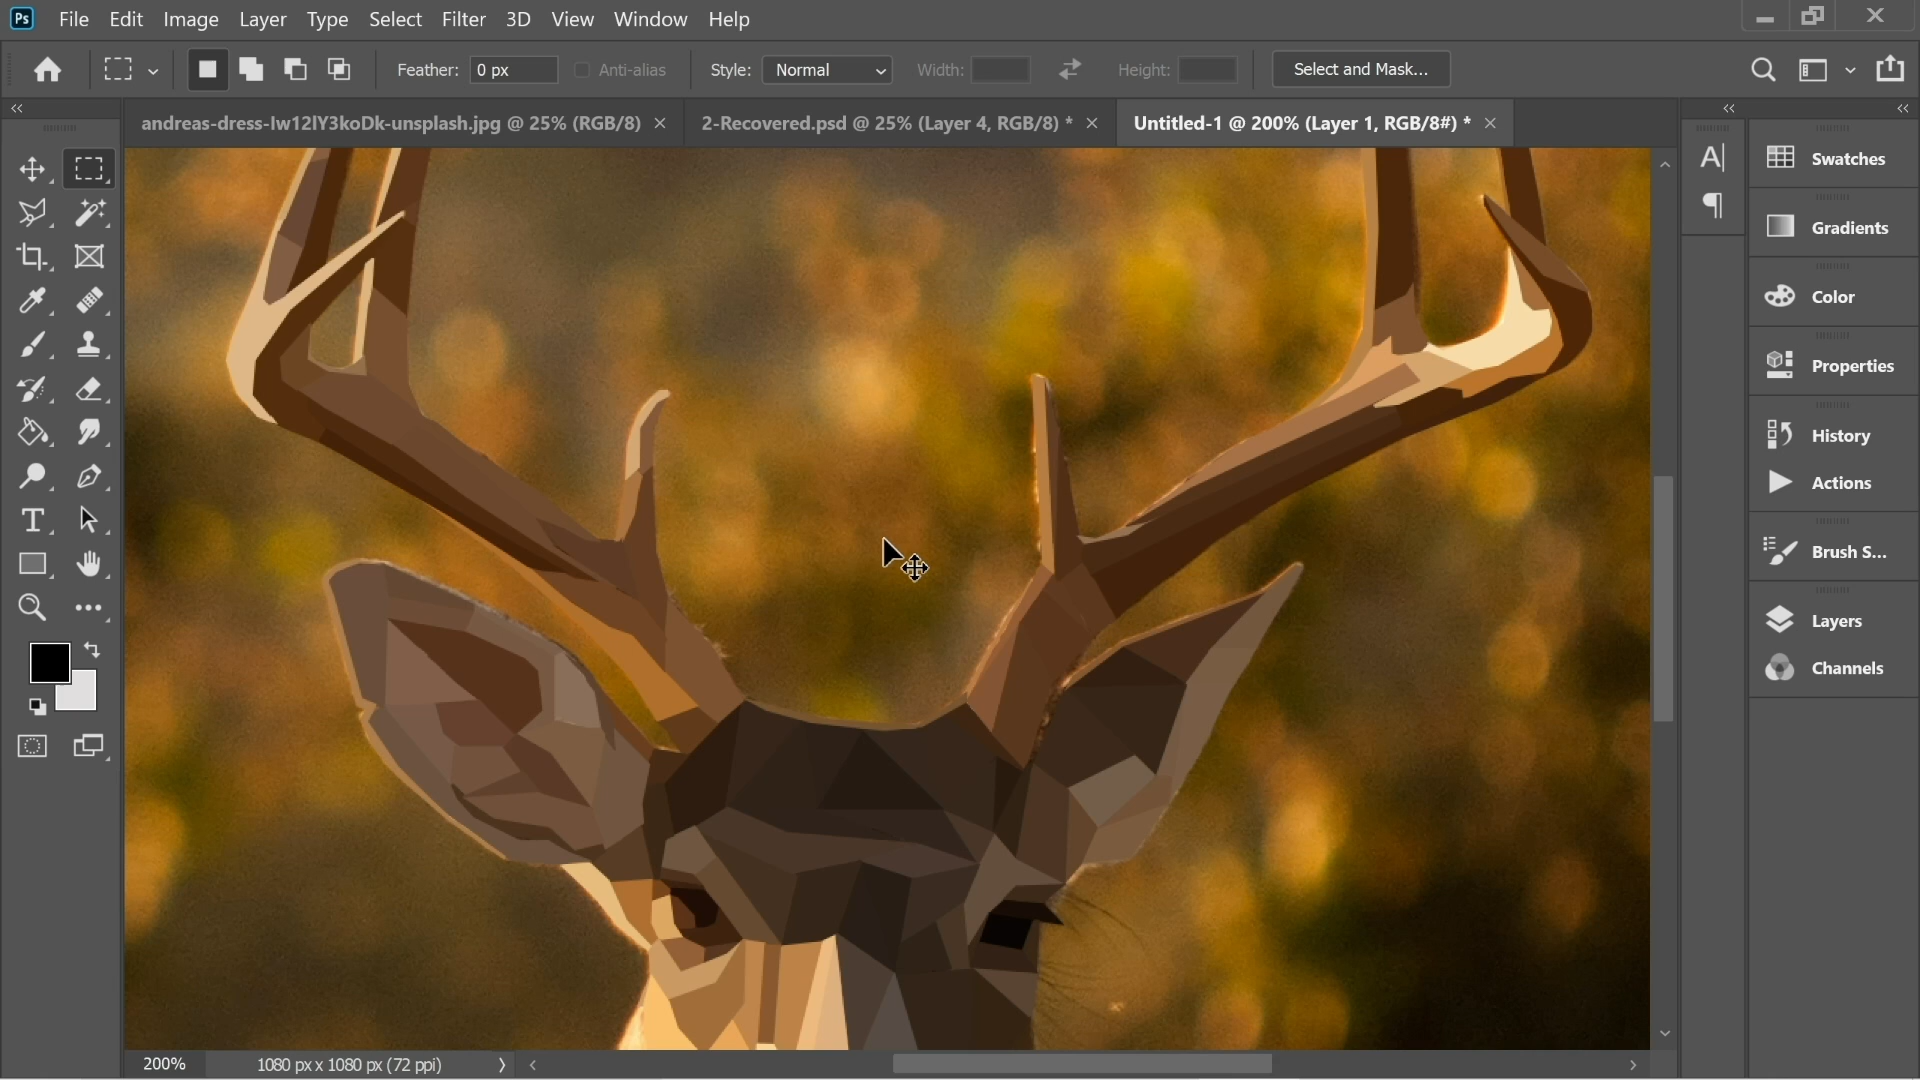 Ps File Edit Image Layer Type Select Filter 3D View Window Help
Feather: 0 px Anti-alias Style: Normal Width: Height: Select and Mask...
andreas-dress-lw12lY3koDk-unsplash.jpg @ 25% (RGB/8) 2-Recovered.psd @ 25% (Layer 4, RGB/8) * Untitled-1 @ 200% (Layer 1, RGB/8#) *
Swatches
Gradients
Color
Properties
History
Actions
Brush S...
Layers
Channels
200% 1080 px x 1080 px (72 ppi)